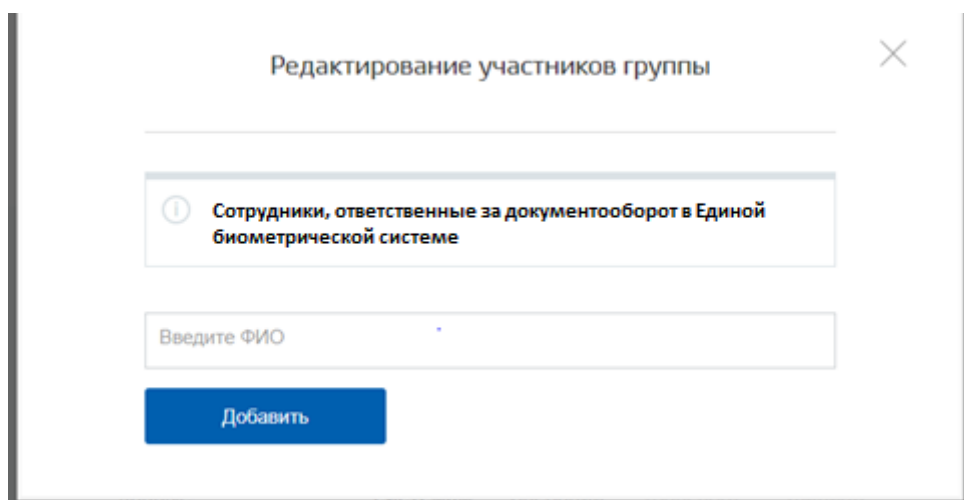 Редактирование участников группы
Сотрудники, ответственные за документооборот в Единой
биометрической системе
Введите ФИО
Добавить